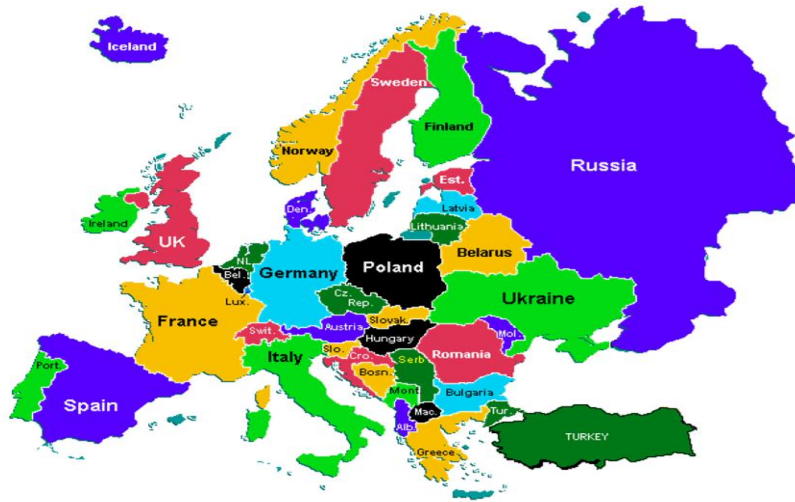 Iceland
Sweden
Norway
Finland
Russia
Est.
Latvia
Lithuania
Den.
Ireland
UK
NL
Bel.
Lux.
Germany
Poland
Belarus
Cz.
Rep.
Ukraine
France
Swit.
Austria
Slovak.
Hungary
Mol.
Slo.
Cro.
Romania
Italy
Bosn.
Serb
Mont
Bulgaria
Port.
Spain
Alb.
Mac.
Tur.
Greece
TURKEY